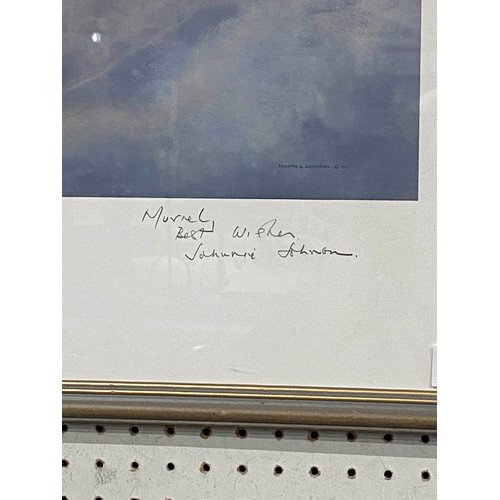 Muriel,
Best Wishes.
Johnnie Johnson.